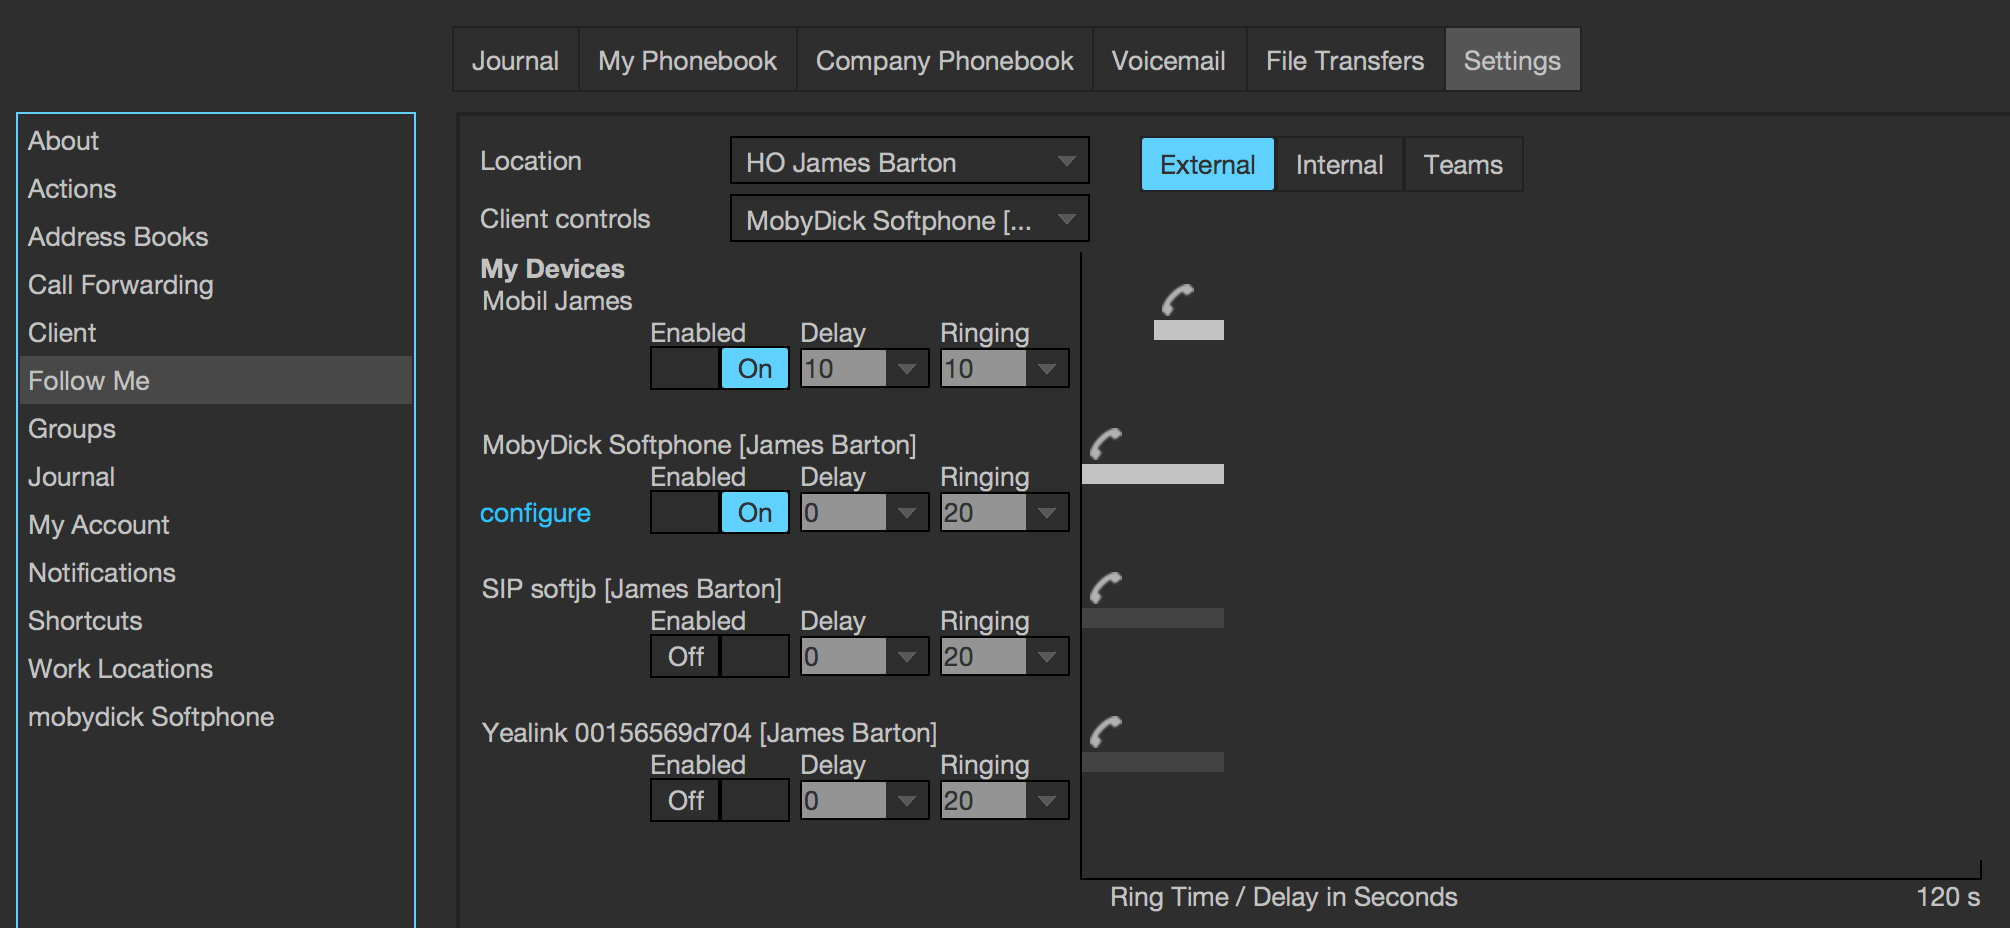 Journal My Phonebook Company Phonebook Voicemail File Transfers Settings
About
Actions
Address Books
Call Forwarding
Client
Follow Me
Groups
Journal
My Account
Notifications
Shortcuts
Work Locations
mobydick Softphone
Location HO James Barton External Internal Teams
Client controls MobyDick Softphone [...
My Devices
Mobil James
Enabled Delay Ringing
On 10 10
MobyDick Softphone [James Barton]
Enabled Delay Ringing
configure On 0 20
SIP softjb [James Barton]
Enabled Delay Ringing
Off 0 20
Yealink 00156569d704 [James Barton]
Enabled Delay Ringing
Off 0 20
Ring Time / Delay in Seconds 120 s